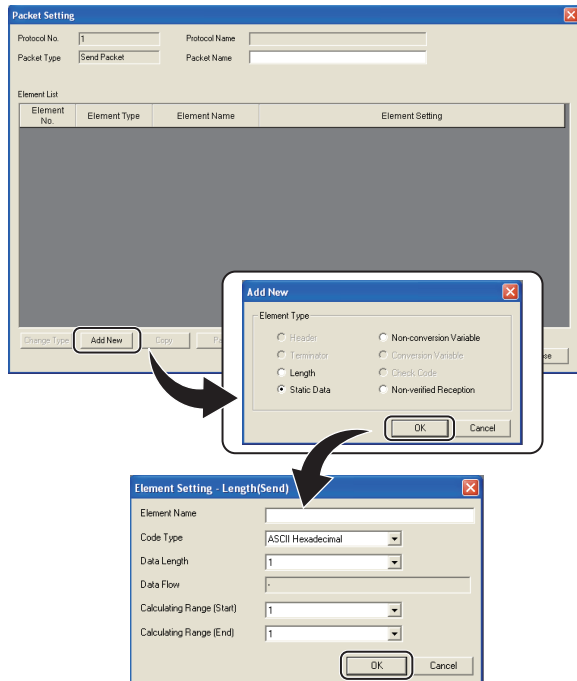 Packet Setting
Protocol No. 1 Protocol Name
Packet Type Send Packet Packet Name
Element List
Element No. Element Type Element Name Element Setting
Change Type Add New Copy
Add New
Element Type
Header Non-conversion Variable
Terminator Conversion Variable
Length Check Code
Static Data Non-verified Reception
OK Cancel
Element Setting - Length(Send)
Element Name
Code Type ASCII Hexadecimal
Data Length 1
Data Flow -
Calculating Range (Start) 1
Calculating Range (End) 1
OK Cancel